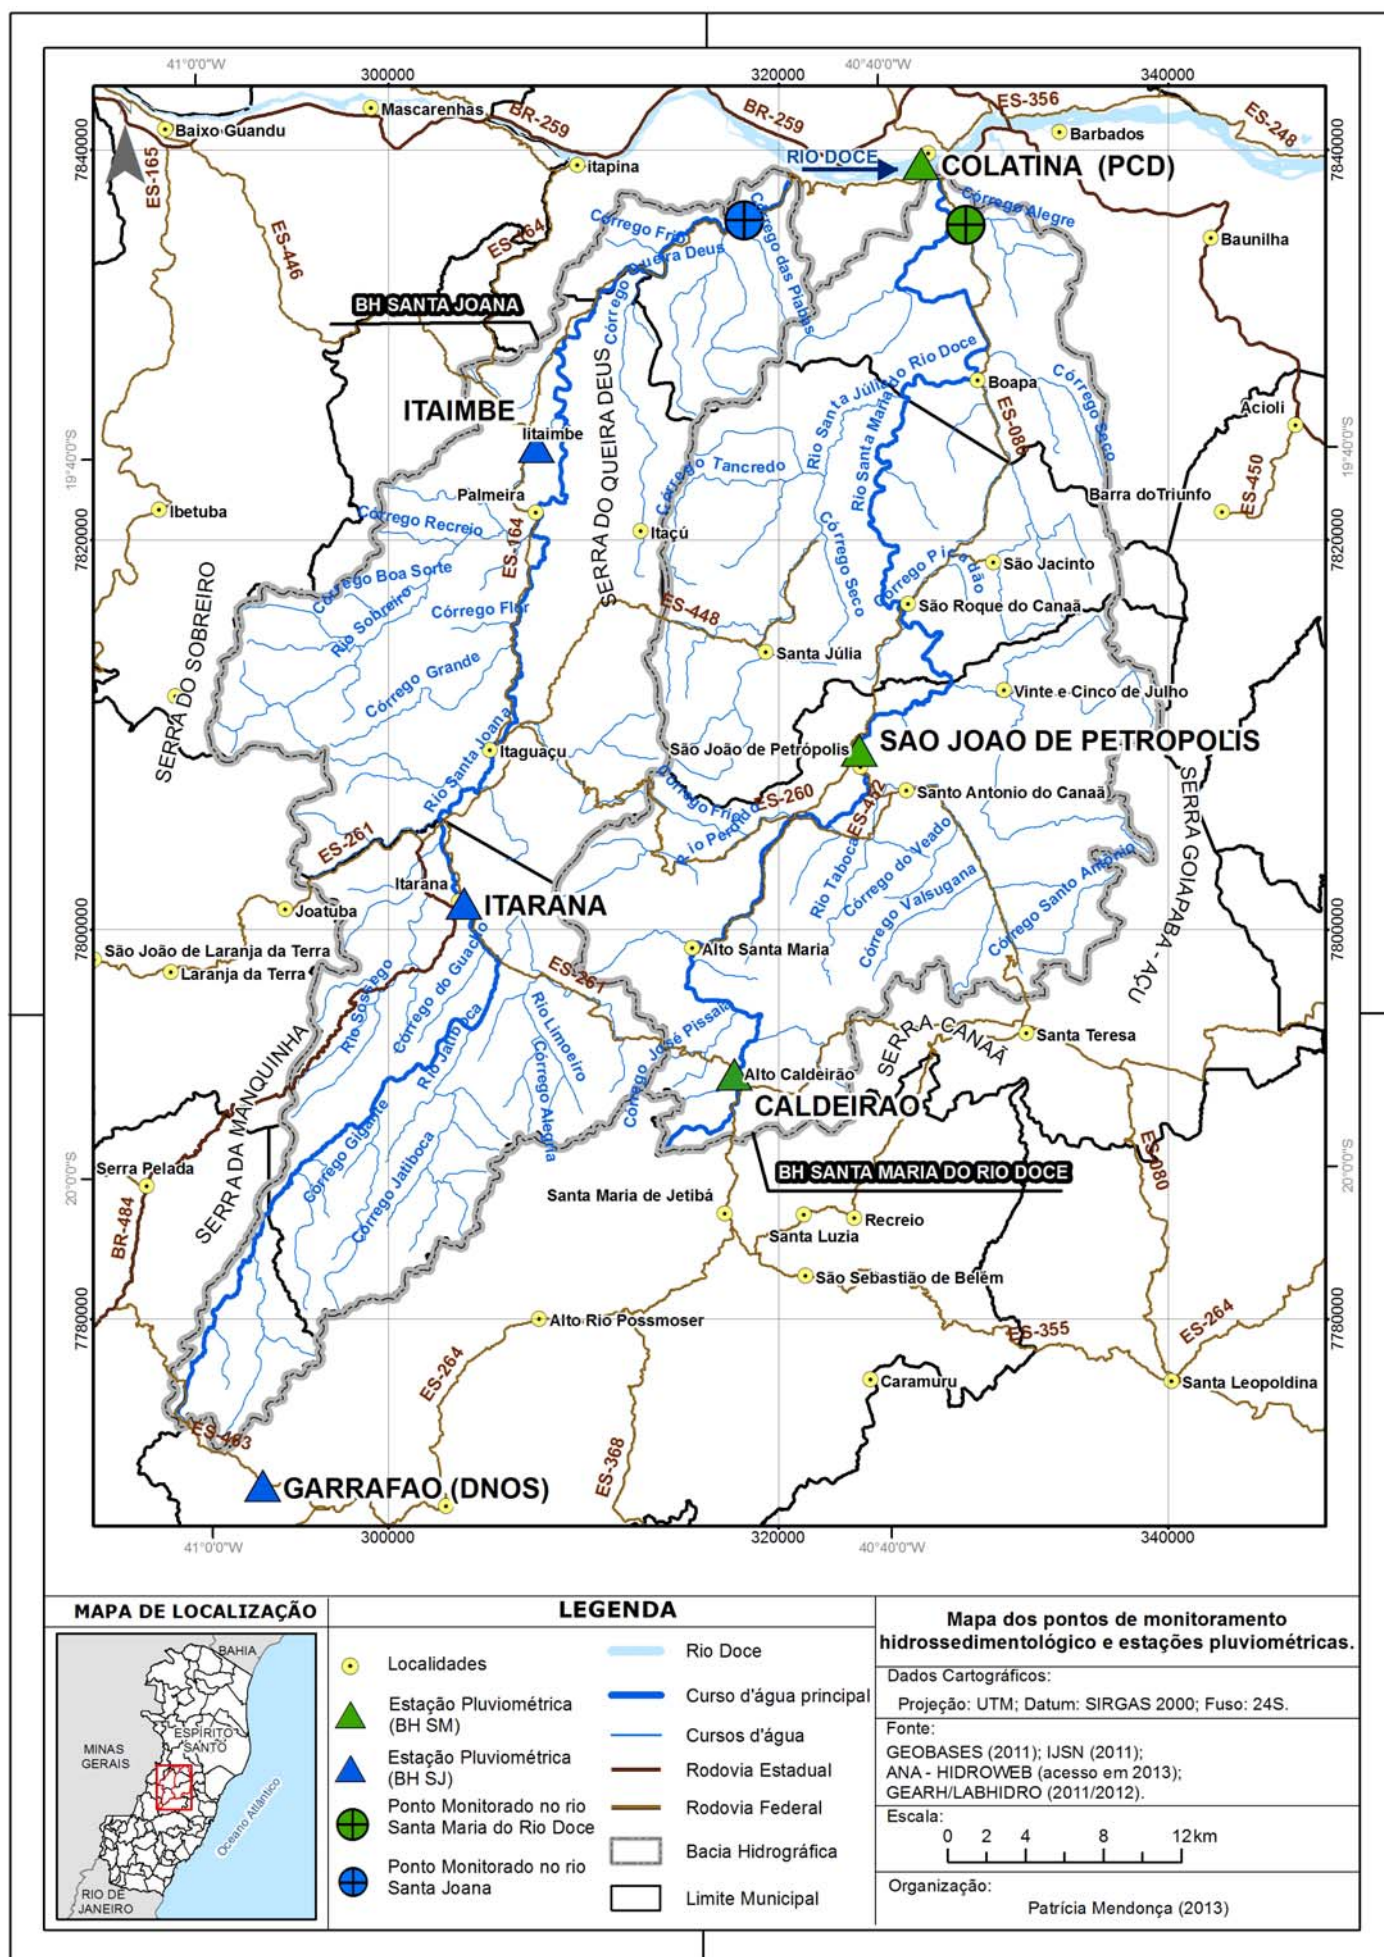 41°0'0"W
300000
320000
40°40'0"W
340000
7840000
7840000
Mascarenhas
BR-259
BR-259
ES-356
ES-248
Baixo Guandu
Barbados
ES-165
itapina
RIO DOCE
COLATINA (PCD)
Córrego Alegre
ES-446
ES-164
Córrego Frio
Córrego Queira Deus
Córrego das Piabas
Baunilha
BH SANTA JOANA
SERRA DO QUEIRA DEUS
Rio Santa Júlia
Rio Santa Maria do Rio Doce
Boapa
Córrego Seco
ES-080
ITAIMBE
Iitaimbe
Acioli
19°40'0"S
19°40'0"S
Palmeira
Córrego Tancredo
Barra do Triunfo
ES-450
Ibetuba
Córrego Recreio
Itaçú
Córrego Seco
7820000
7820000
ES-164
Córrego Boa Sorte
Rio Sobreiro
Córrego Flor
Córrego Picadão
São Jacinto
São Roque do Canaã
SERRA DO SOBREIRO
ES-448
Córrego Grande
Santa Júlia
Vinte e Cinco de Julho
Rio Santa Joana
Itaguaçu
São João de Petrópolis
SAO JOAO DE PETROPOLIS
Córrego Frio
ES-260
ES-452
Santo Antonio do Canaã
Rio Perdido
SERRA GOIAPABA - AÇU
ES-261
Rio Taboca
Córrego do Veado
Córrego Valsugana
Córrego Santo Antônio
Itarana
ITARANA
Joatuba
7800000
7800000
São João de Laranja da Terra
Laranja da Terra
Alto Santa Maria
Rio Sossego
Córrego do Guacho
ES-261
Rio Jatiboca
Rio Limoeiro
Córrego Alegria
Córrego José Pissala
SERRA CANAÃ
Santa Teresa
SERRA DA MANQUINHA
Alto Caldeirão
CALDEIRAO
Córrego Gigante
Córrego Jatiboca
Serra Pelada
BH SANTA MARIA DO RIO DOCE
20°0'0"S
20°0'0"S
BR-484
Santa Maria de Jetibá
Santa Luzia
Recreio
ES-080
São Sebastião de Belém
7780000
7780000
Alto Rio Possmoser
ES-355
ES-264
ES-264
Caramuru
Santa Leopoldina
ES-463
ES-368
GARRAFAO (DNOS)
41°0'0"W
300000
320000
40°40'0"W
340000
MAPA DE LOCALIZAÇÃO
BAHIA
MINAS
GERAIS
ESPÍRITO
SANTO
Oceano Atlântico
RIO DE
JANEIRO
LEGENDA
Localidades
Estação Pluviométrica
(BH SM)
Estação Pluviométrica
(BH SJ)
Ponto Monitorado no rio
Santa Maria do Rio Doce
Ponto Monitorado no rio
Santa Joana
Rio Doce
Curso d'água principal
Cursos d'água
Rodovia Estadual
Rodovia Federal
Bacia Hidrográfica
Limite Municipal
Mapa dos pontos de monitoramento
hidrossedimentológico e estações pluviométricas.
Dados Cartográficos:
Projeção: UTM; Datum: SIRGAS 2000; Fuso: 24S.
Fonte:
GEOBASES (2011); IJSN (2011);
ANA - HIDROWEB (acesso em 2013);
GEARH/LABHIDRO (2011/2012).
Escala:
0 2 4 8 12km
Organização:
Patrícia Mendonça (2013)